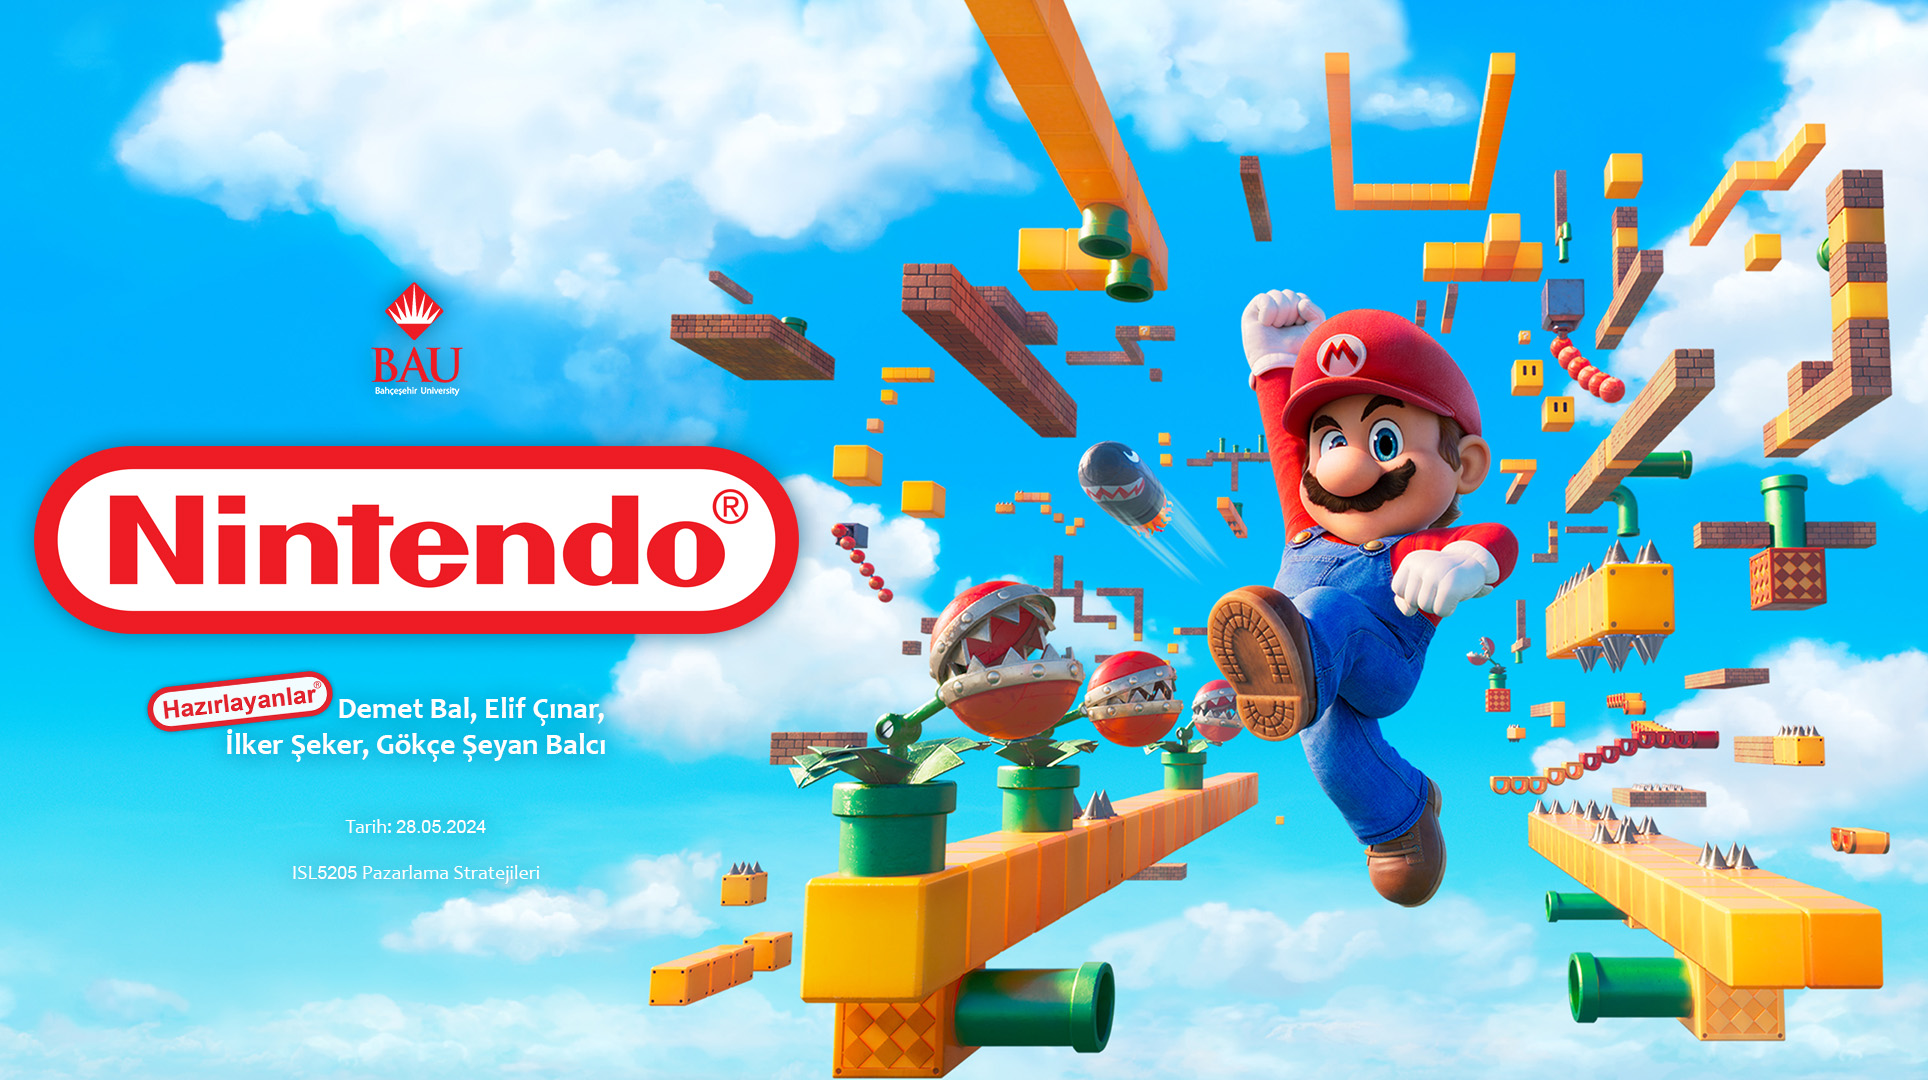 BAU
Bahçeşehir University
Nintendo®
Hazırlayanlar® Demet Bal, Elif Çınar,
İlker Şeker, Gökçe Şeyan Balcı
Tarih: 28.05.2024
ISL5205 Pazarlama Stratejileri
M